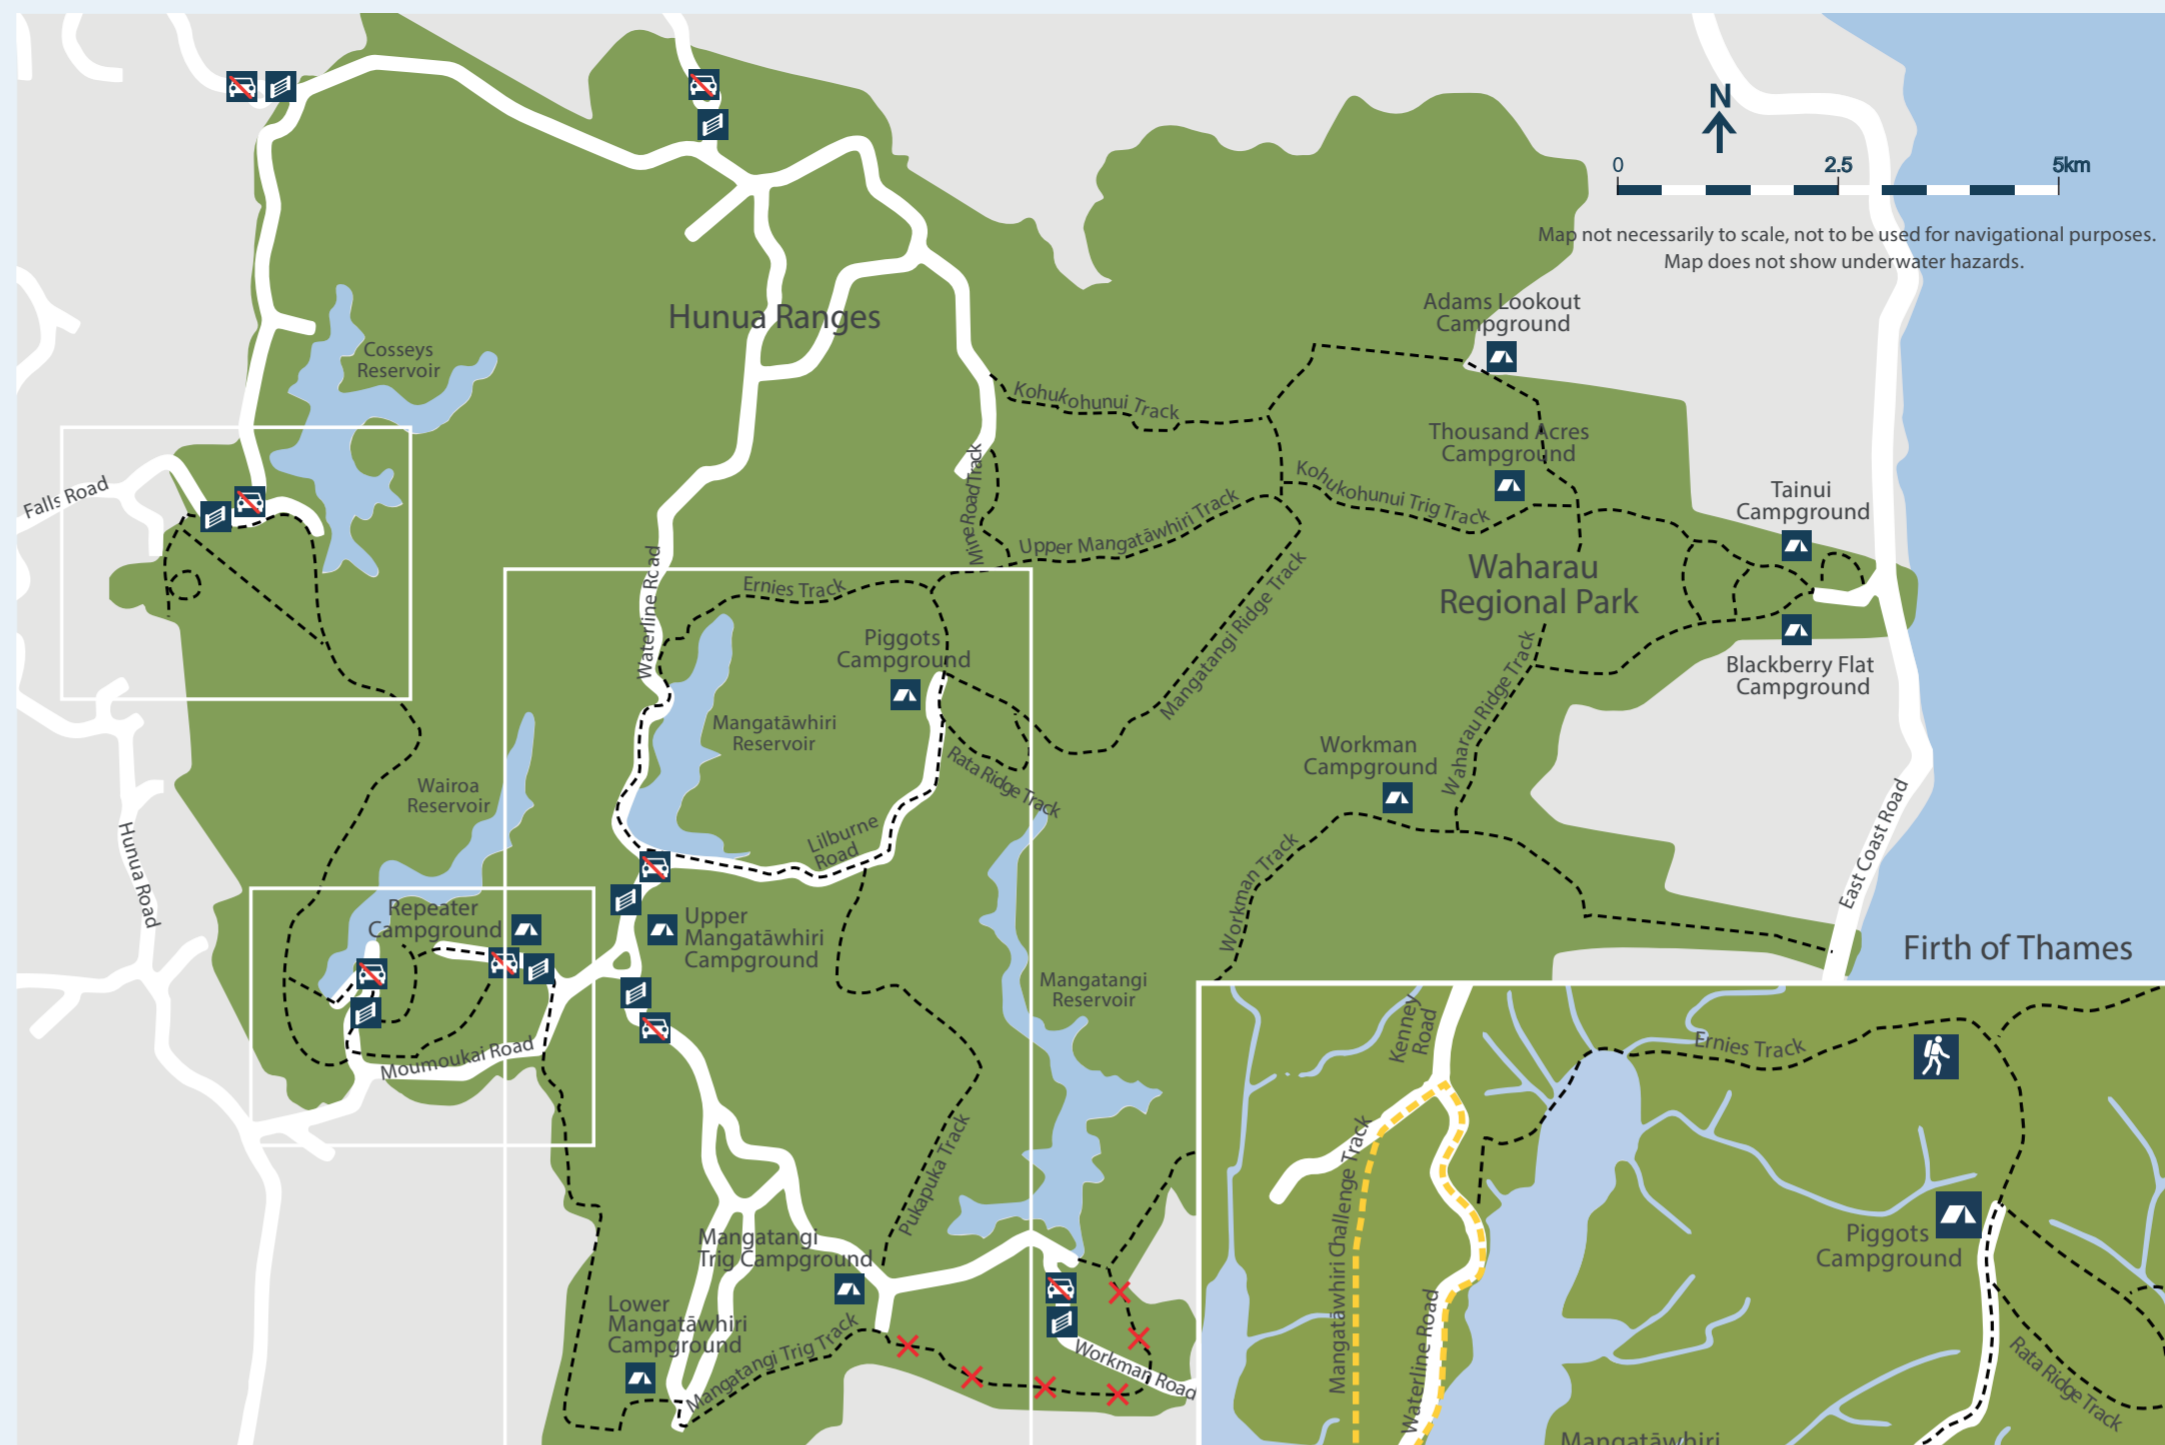 N
0 2.5 5km
Map not necessarily to scale, not to be used for navigational purposes.
Map does not show underwater hazards.
Hunua Ranges
Adams Lookout
Campground
Cosseys
Reservoir
Kohukohunui Track
Thousand Acres
Campground
Falls Road
Mine Road Track
Kohukohunui Trig Track
Tainui
Campground
Upper Mangatāwhiri Track
Waterline Road
Ernies Track
Waharau
Regional Park
Mangatangi Ridge Track
Piggots
Campground
Blackberry Flat
Campground
Mangatāwhiri
Reservoir
Waharau Ridge Track
Rata Ridge Track
Workman
Campground
Wairoa
Reservoir
Lilburne
Road
Hunua Road
East Coast Road
Workman Track
Repeater
Campground
Upper
Mangatāwhiri
Campground
Firth of Thames
Mangatangi
Reservoir
Moumoukai Road
Pukapuka Track
Mangatangi
Trig Campground
Lower
Mangatāwhiri
Campground
Mangatangi Trig Track
Workman Road
Kenney
Road
Ernies Track
Mangatāwhiri Challenge Track
Piggots
Campground
Waterline Road
Rata Ridge Track
Mangatāwhiri